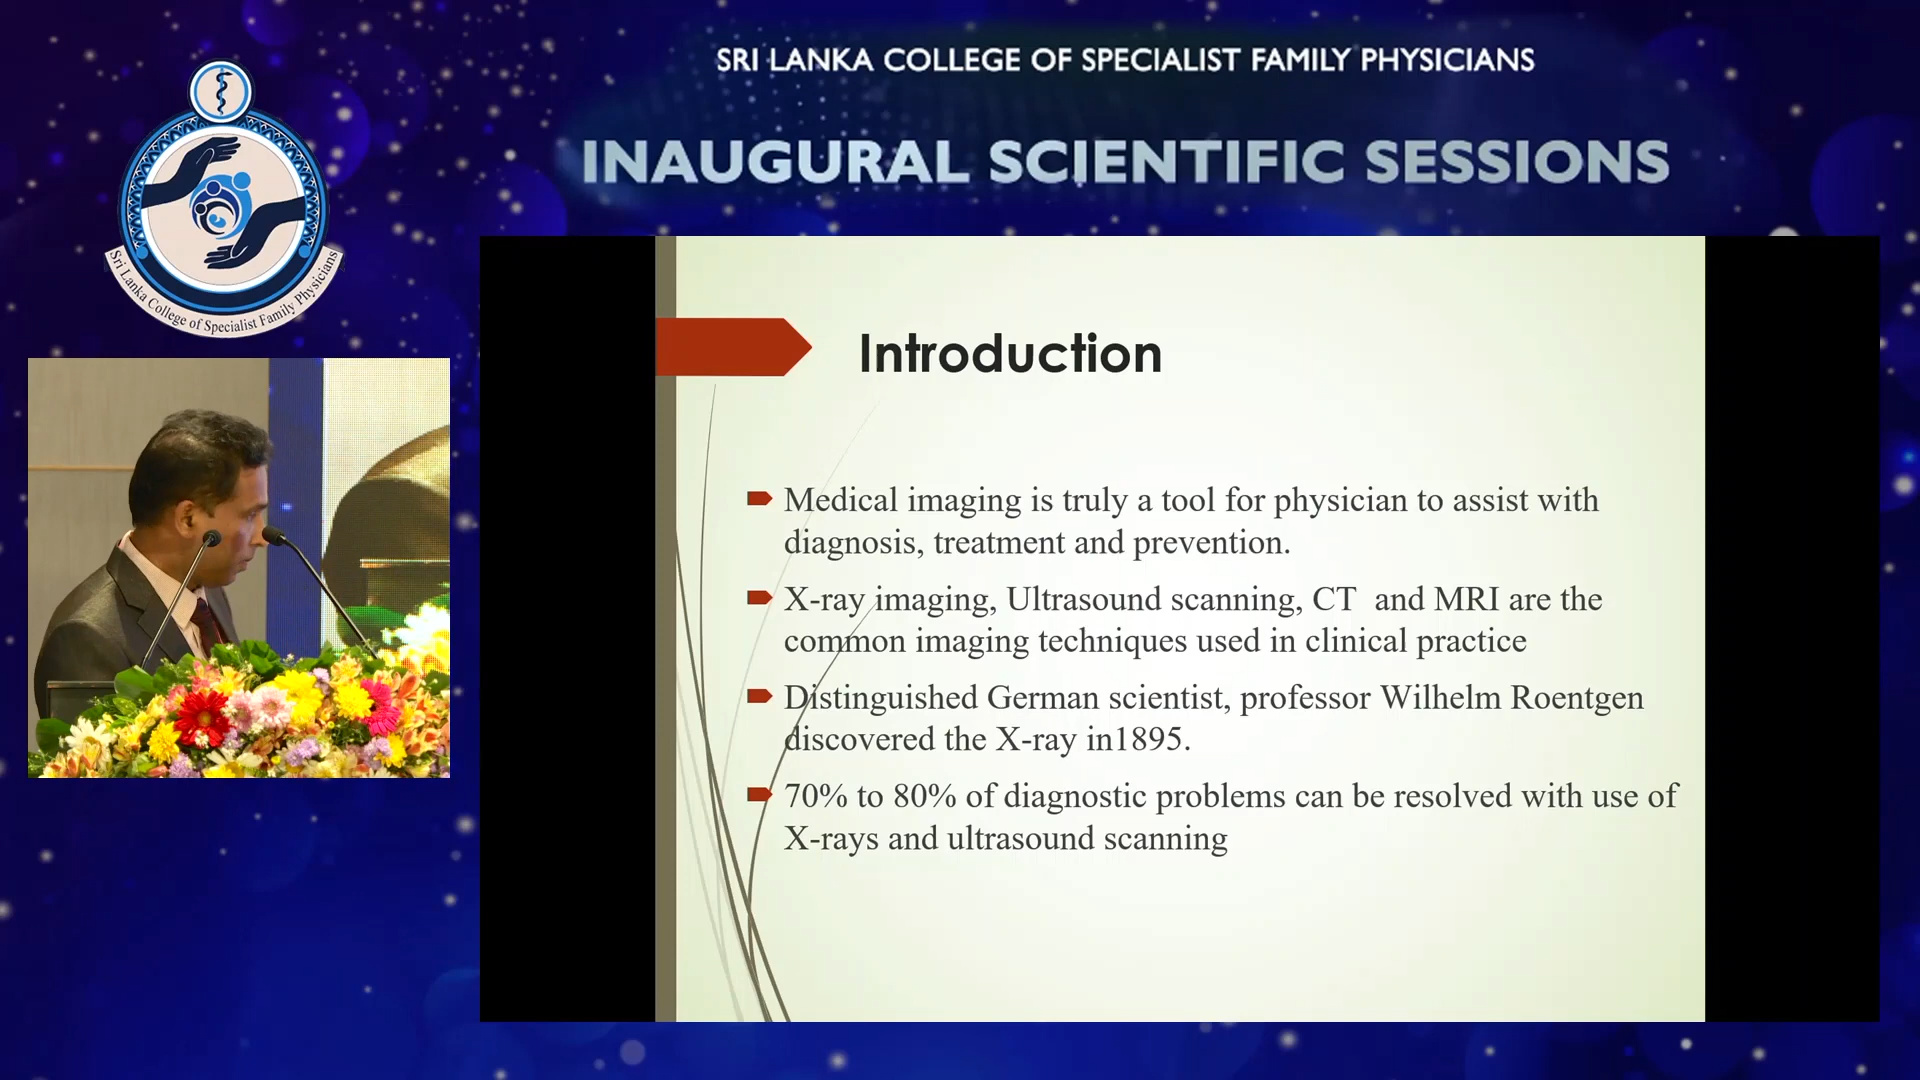 SRI LANKA COLLEGE OF SPECIALIST FAMILY PHYSICIANS
INAUGURAL SCIENTIFIC SESSIONS
Sri Lanka College of Specialist Family Physicians
Introduction
Medical imaging is truly a tool for physician to assist with
diagnosis, treatment and prevention.
X-ray imaging, Ultrasound scanning, CT  and MRI are the
common imaging techniques used in clinical practice
Distinguished German scientist, professor Wilhelm Roentgen
discovered the X-ray in1895.
70% to 80% of diagnostic problems can be resolved with use of
X-rays and ultrasound scanning